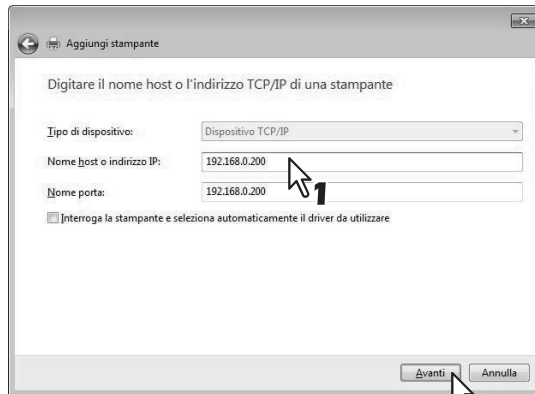 Aggiungi stampante
Digitare il nome host o l'indirizzo TCP/IP di una stampante
Tipo di dispositivo: Dispositivo TCP/IP
Nome host o indirizzo IP: 192.168.0.200
1
Nome porta: 192.168.0.200
Interroga la stampante e seleziona automaticamente il driver da utilizzare
Avanti Annulla